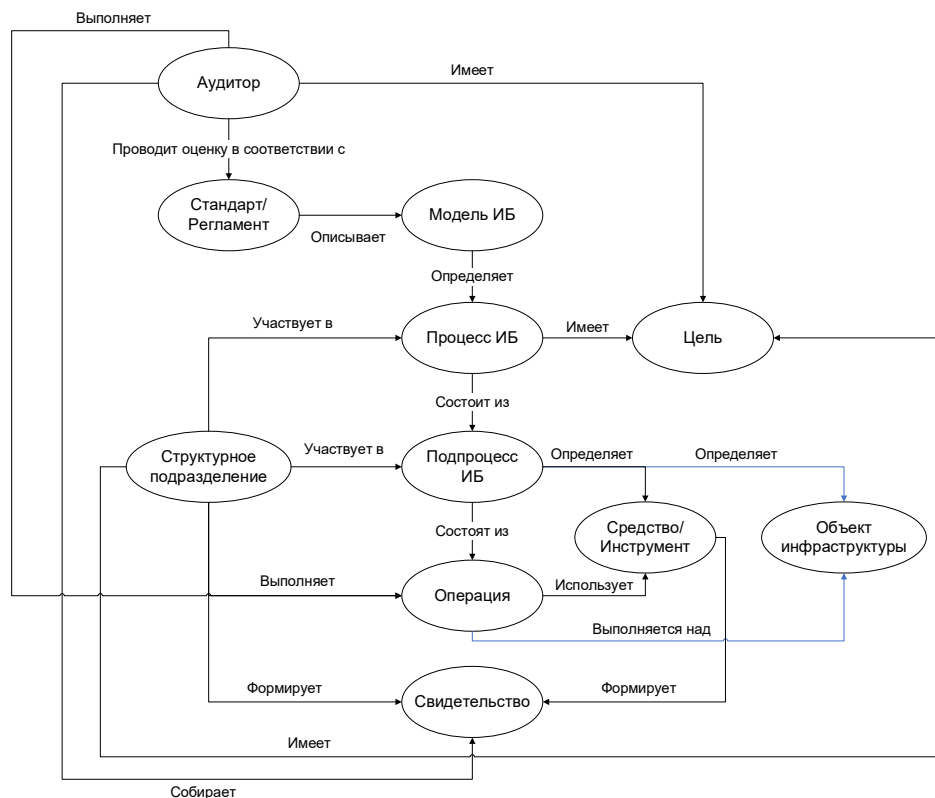 Выполняет
Аудитор
Имеет
Проводит оценку в соответствии с
Стандарт/
Регламент
Модель ИБ
Описывает
Определяет
Участвует в
Процесс ИБ
Имеет
Цель
Состоит из
Структурное
подразделение
Участвует в
Подпроцесс
ИБ
Определяет
Определяет
Средство/
Инструмент
Объект
инфраструктуры
Состоят из
Выполняет
Операция
Использует
Выполняется над
Формирует
Свидетельство
Формирует
Имеет
Собирает